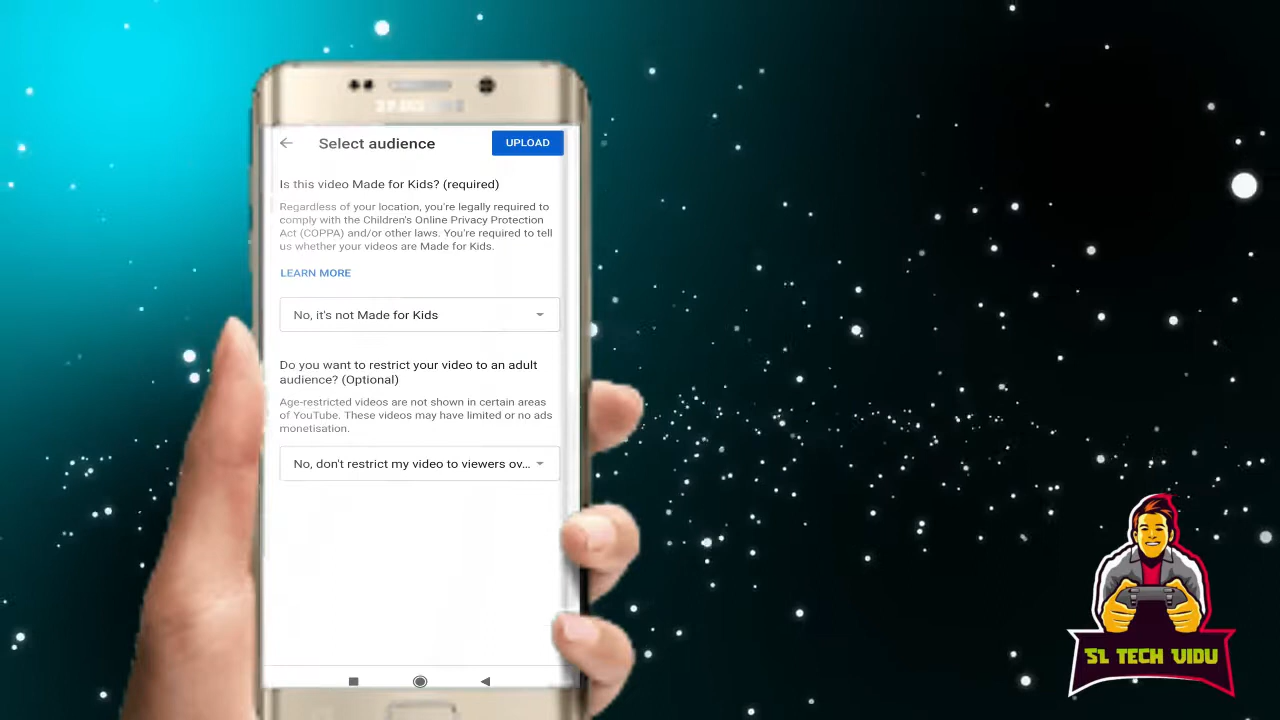 Select audience
UPLOAD
Is this video Made for Kids? (required)
Regardless of your location, you're legally required to
comply with the Children's Online Privacy Protection
Act (COPPA) and/or other laws. You're required to tell
us whether your videos are Made for Kids.
LEARN MORE
No, it's not Made for Kids
Do you want to restrict your video to an adult
audience? (Optional)
Age-restricted videos are not shown in certain areas
of YouTube. These videos may have limited or no ads
monetisation.
No, don't restrict my video to viewers ov...
SL TECH VIDU